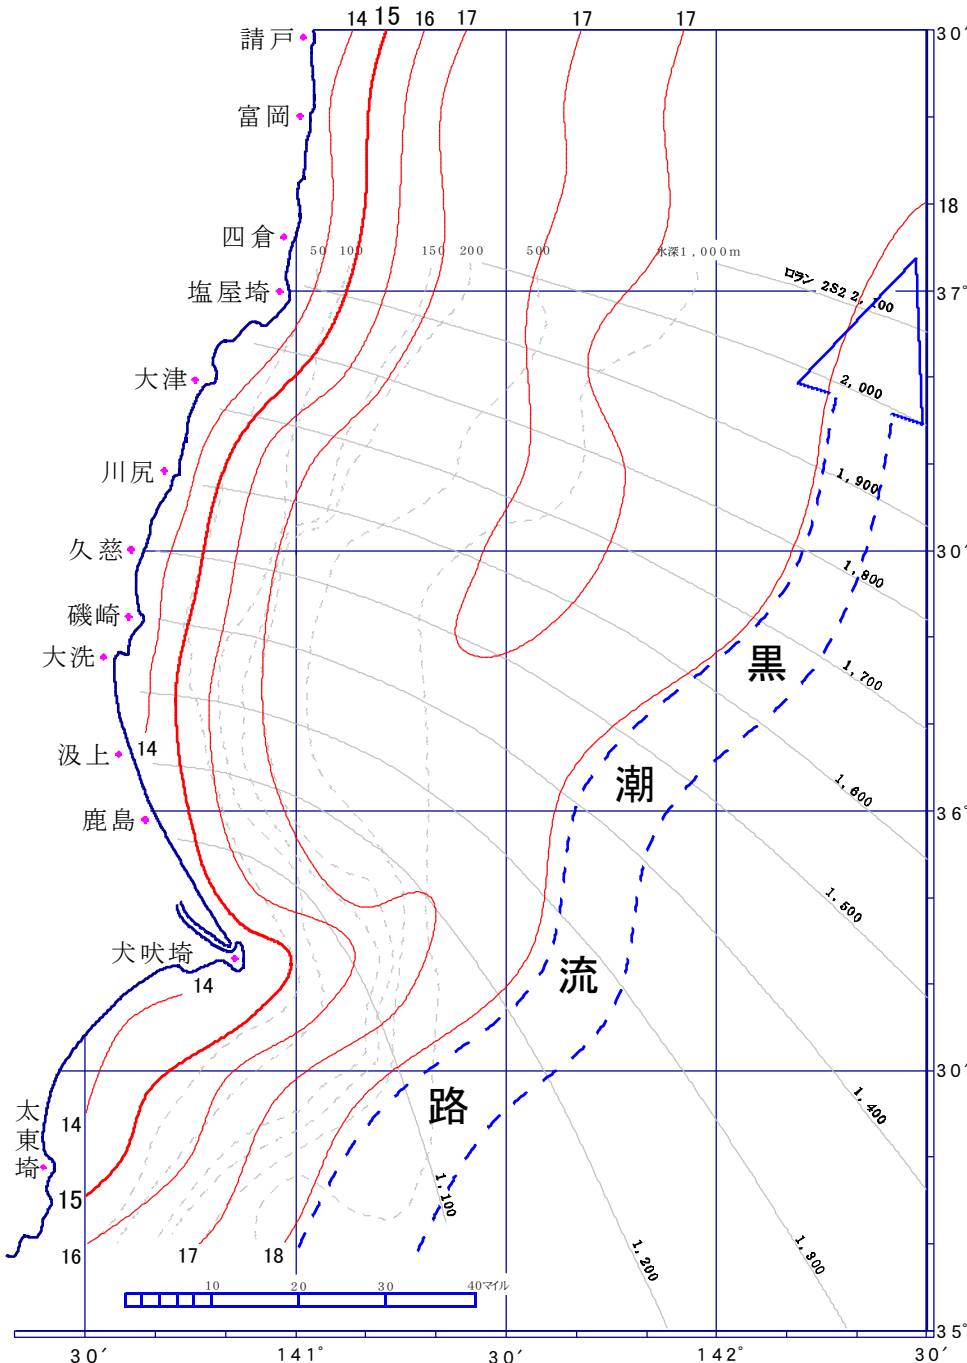 14 15 16 17 17 17
30′
請戸
富岡
18
四倉
50 100 150 200 500 水深1,000m
塩屋埼
ロラン 2S2 2,100
37°
大津
2,000
川尻
1,900
久慈
30′
1,800
磯崎
大洗
黒
1,700
14
汲上
潮
1,600
鹿島
36°
1,500
犬吠埼
流
14
30′
路
1,400
太東埼
14
15
1,100
16 17 18
1,200
1,300
10 20 30 40マイル
35°
30′ 141° 30′ 142° 30′